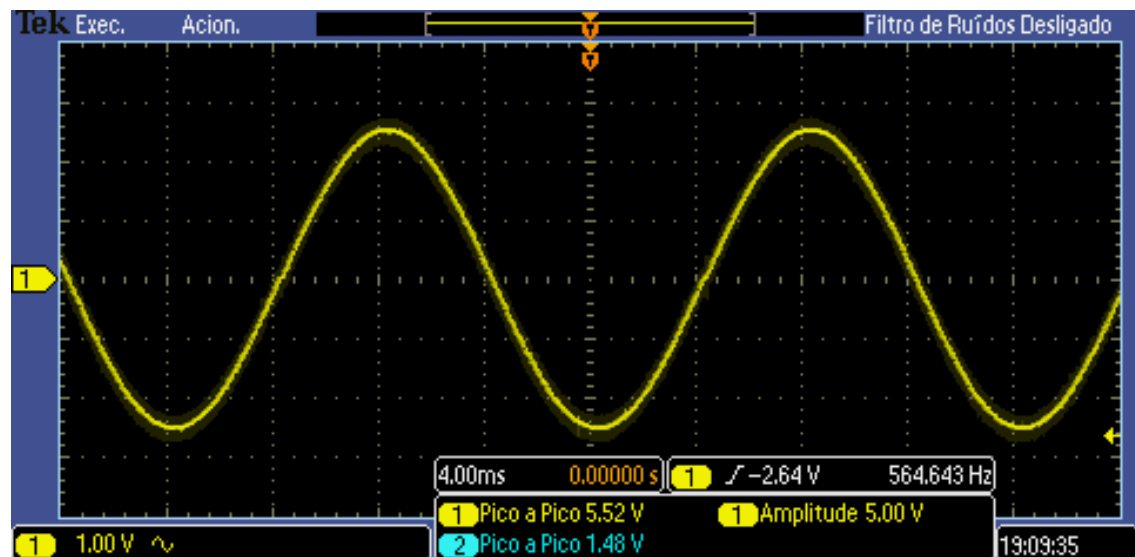 Tek Exec. Acion. Filtro de Ruídos Desligado
T
T
1
4.00ms 0.00000 s 1 -2.64 V 564.643 Hz
1 Pico a Pico 5.52 V 1 Amplitude 5.00 V
1 1.00 V 2 Pico a Pico 1.48 V 19:09:35